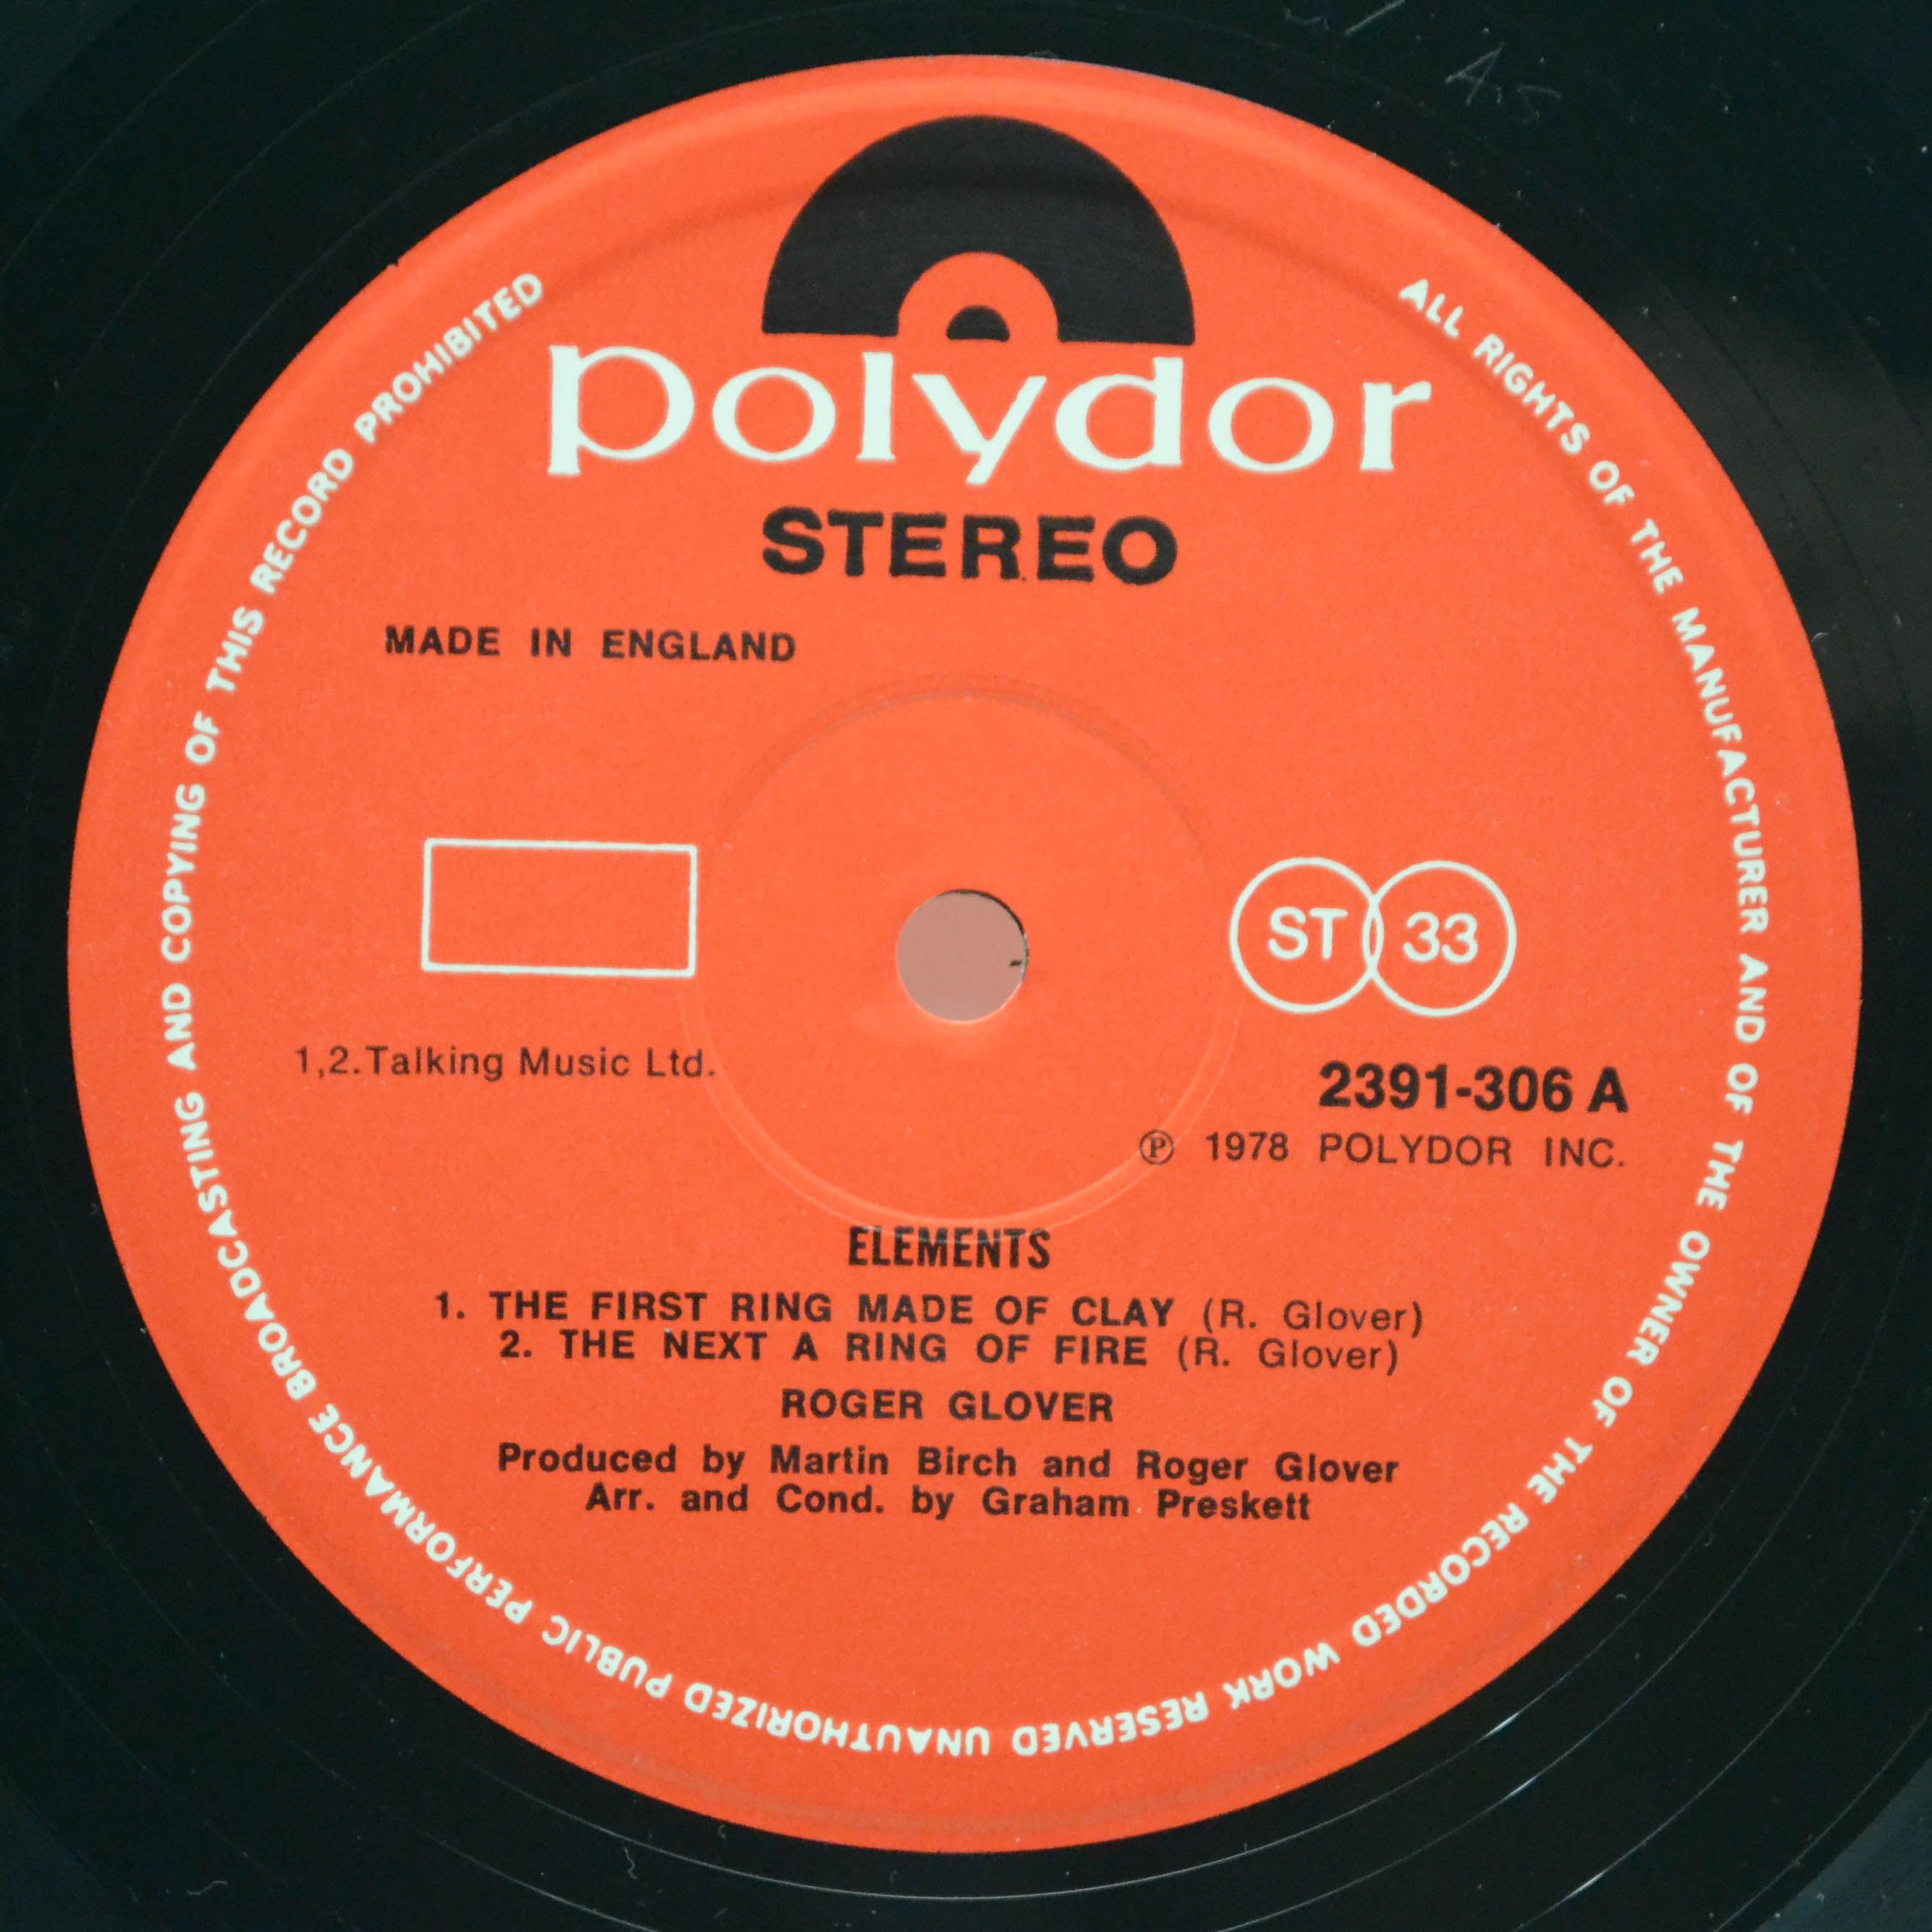 polydor
STEREO
MADE IN ENGLAND
ST 33
1,2.Talking Music Ltd.
2391-306 A
℗ 1978 POLYDOR INC.
ELEMENTS
1. THE FIRST RING MADE OF CLAY (R. Glover)
2. THE NEXT A RING OF FIRE (R. Glover)
ROGER GLOVER
Produced by Martin Birch and Roger Glover
Arr. and Cond. by Graham Preskett
ALL RIGHTS OF THE MANUFACTURER AND OF THE OWNER OF THE RECORDED WORK RESERVED UNAUTHORIZED PUBLIC PERFORMANCE BROADCASTING AND COPYING OF THIS RECORD PROHIBITED